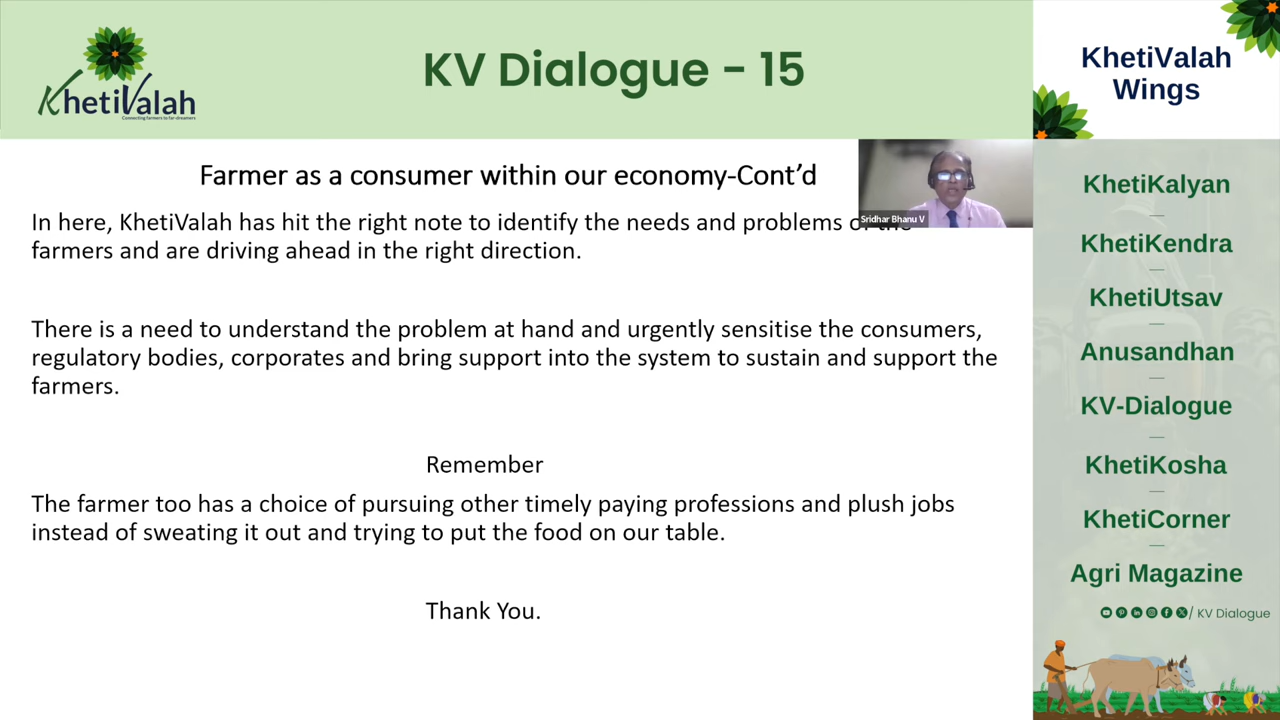 KhetiValah
Connecting farmers to far-dreamers
KV Dialogue - 15
KhetiValah
Wings
Farmer as a consumer within our economy-Cont'd
In here, KhetiValah has hit the right note to identify the needs and problems of the
farmers and are driving ahead in the right direction.
There is a need to understand the problem at hand and urgently sensitise the consumers,
regulatory bodies, corporates and bring support into the system to sustain and support the
farmers.
Remember
The farmer too has a choice of pursuing other timely paying professions and plush jobs
instead of sweating it out and trying to put the food on our table.
Thank You.
Sridhar Bhanu V
KhetiKalyan
KhetiKendra
KhetiUtsav
Anusandhan
KV-Dialogue
KhetiKosha
KhetiCorner
Agri Magazine
/ KV Dialogue